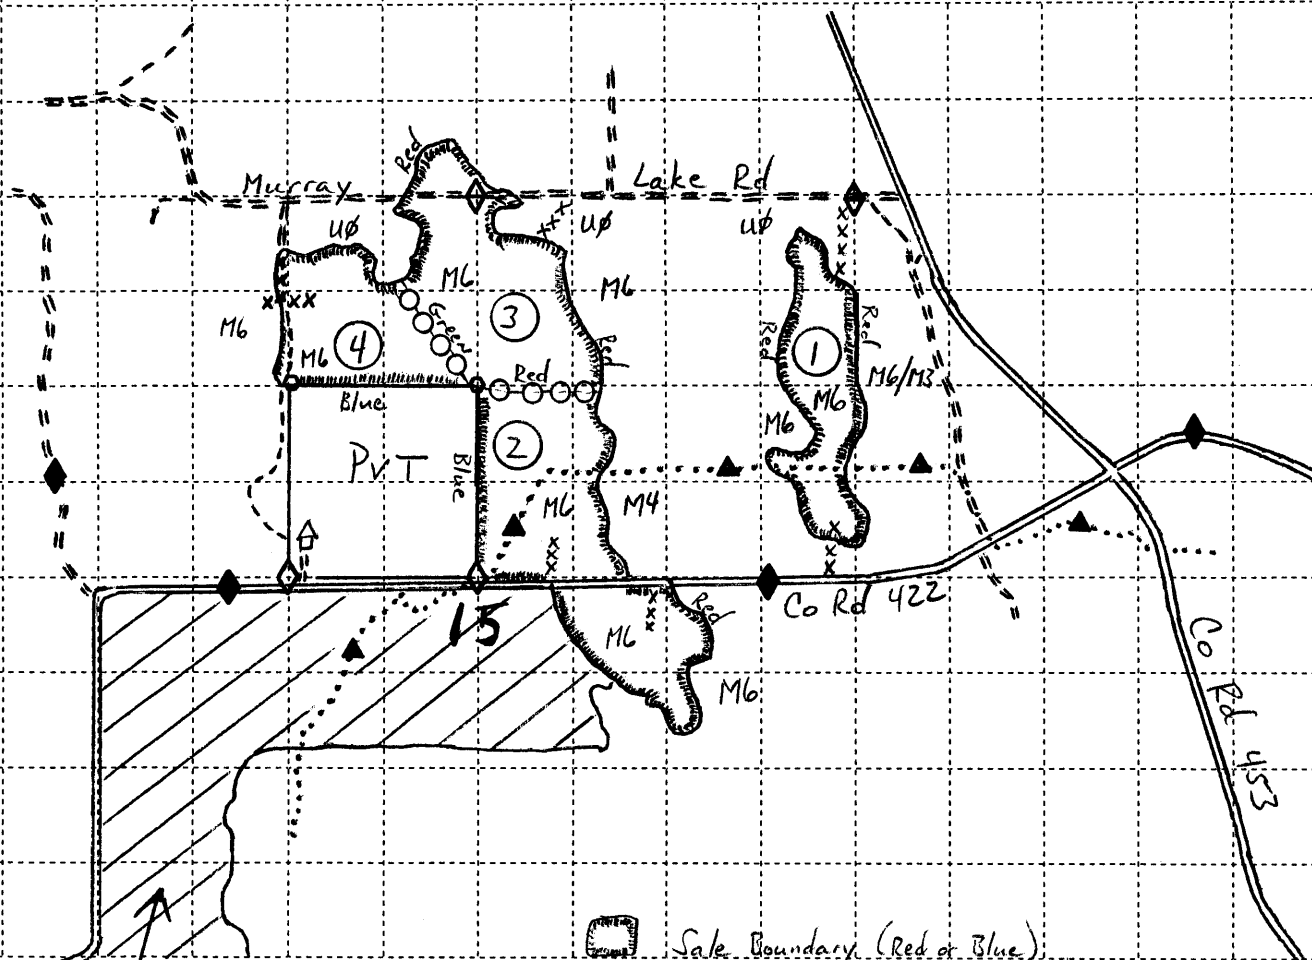 Red
Murray Lake Rd
UØ UØ UØ
M6 M6
M6
3
Green
Red
Red
Red
1
4
M6
Red
M6/M3
Blue
M6
2
M6
PVT
Blue
M6
M4
Co Rd 422
15
Red
M6
M6
Co Rd 453
Sale Boundary (Red or Blue)